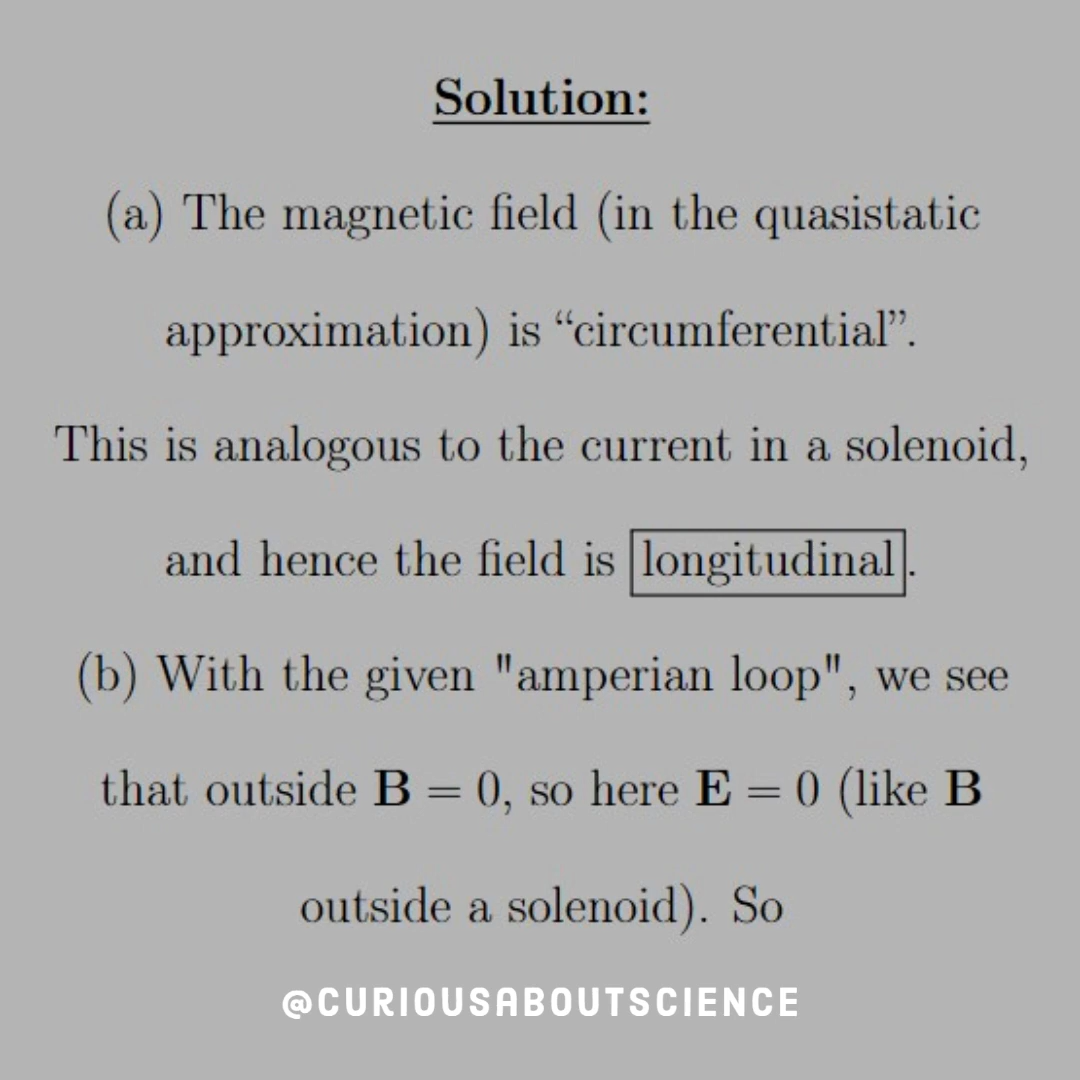 Solution:
(a) The magnetic field (in the quasistatic
approximation) is “circumferential”.
This is analogous to the current in a solenoid,
and hence the field is longitudinal.
(b) With the given "amperian loop", we see
that outside B = 0, so here E = 0 (like B
outside a solenoid). So
@CURIOUSABOUTSCIENCE